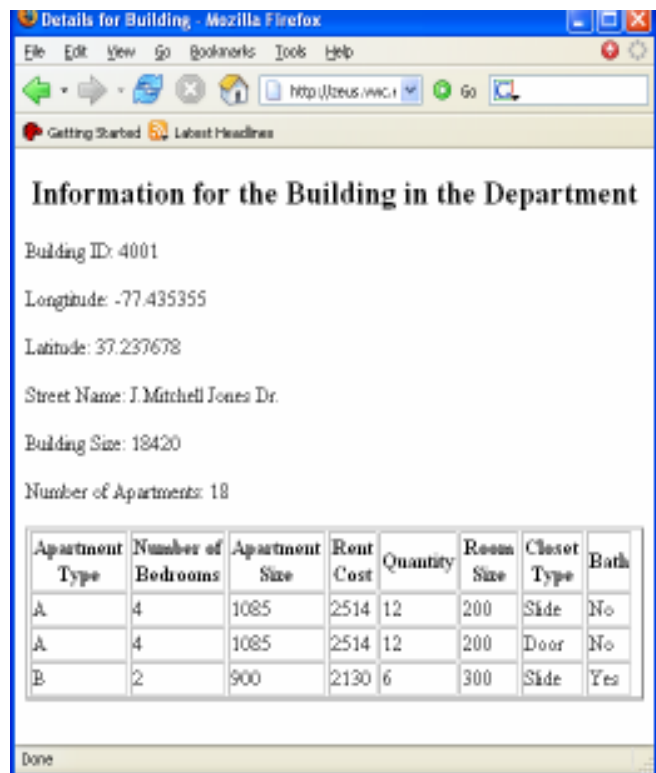 Details for Building - Mozilla Firefox
File Edit View Go Bookmarks Tools Help
http://zeus.vvc. Go
Getting Started Latest Headlines
Information for the Building in the Department
Building ID: 4001
Longtitude: -77.435355
Latitude: 37.237678
Street Name: J.Mitchell Jones Dr.
Building Size: 18420
Number of Apartments: 18
Apartment Type Number of Bedrooms Apartment Size Rent Cost Quantity Room Size Closet Type Bath
A 4 1085 2514 12 200 Slide No
A 4 1085 2514 12 200 Door No
B 2 900 2130 6 300 Slide Yes
Done